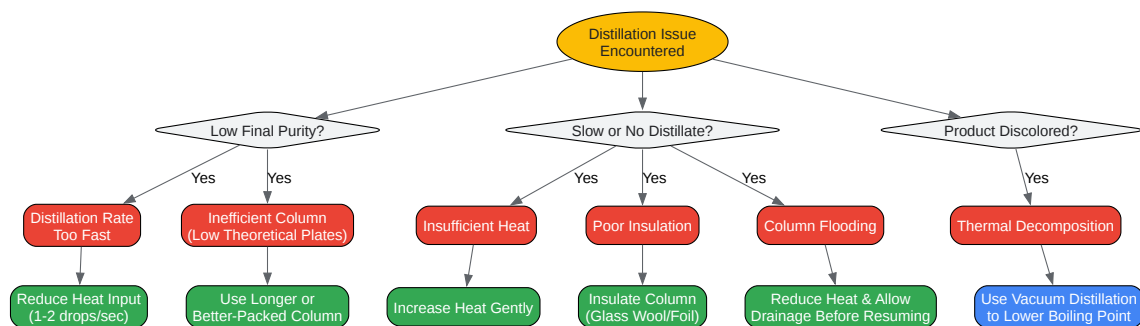 Distillation Issue
Encountered
Low Final Purity?
Slow or No Distillate?
Product Discolored?
Yes
Yes
Yes
Yes
Yes
Yes
Distillation Rate
Too Fast
Inefficient Column
(Low Theoretical Plates)
Insufficient Heat
Poor Insulation
Column Flooding
Thermal Decomposition
Reduce Heat Input
(1-2 drops/sec)
Use Longer or
Better-Packed Column
Increase Heat Gently
Insulate Column
(Glass Wool/Foil)
Reduce Heat & Allow
Drainage Before Resuming
Use Vacuum Distillation
to Lower Boiling Point